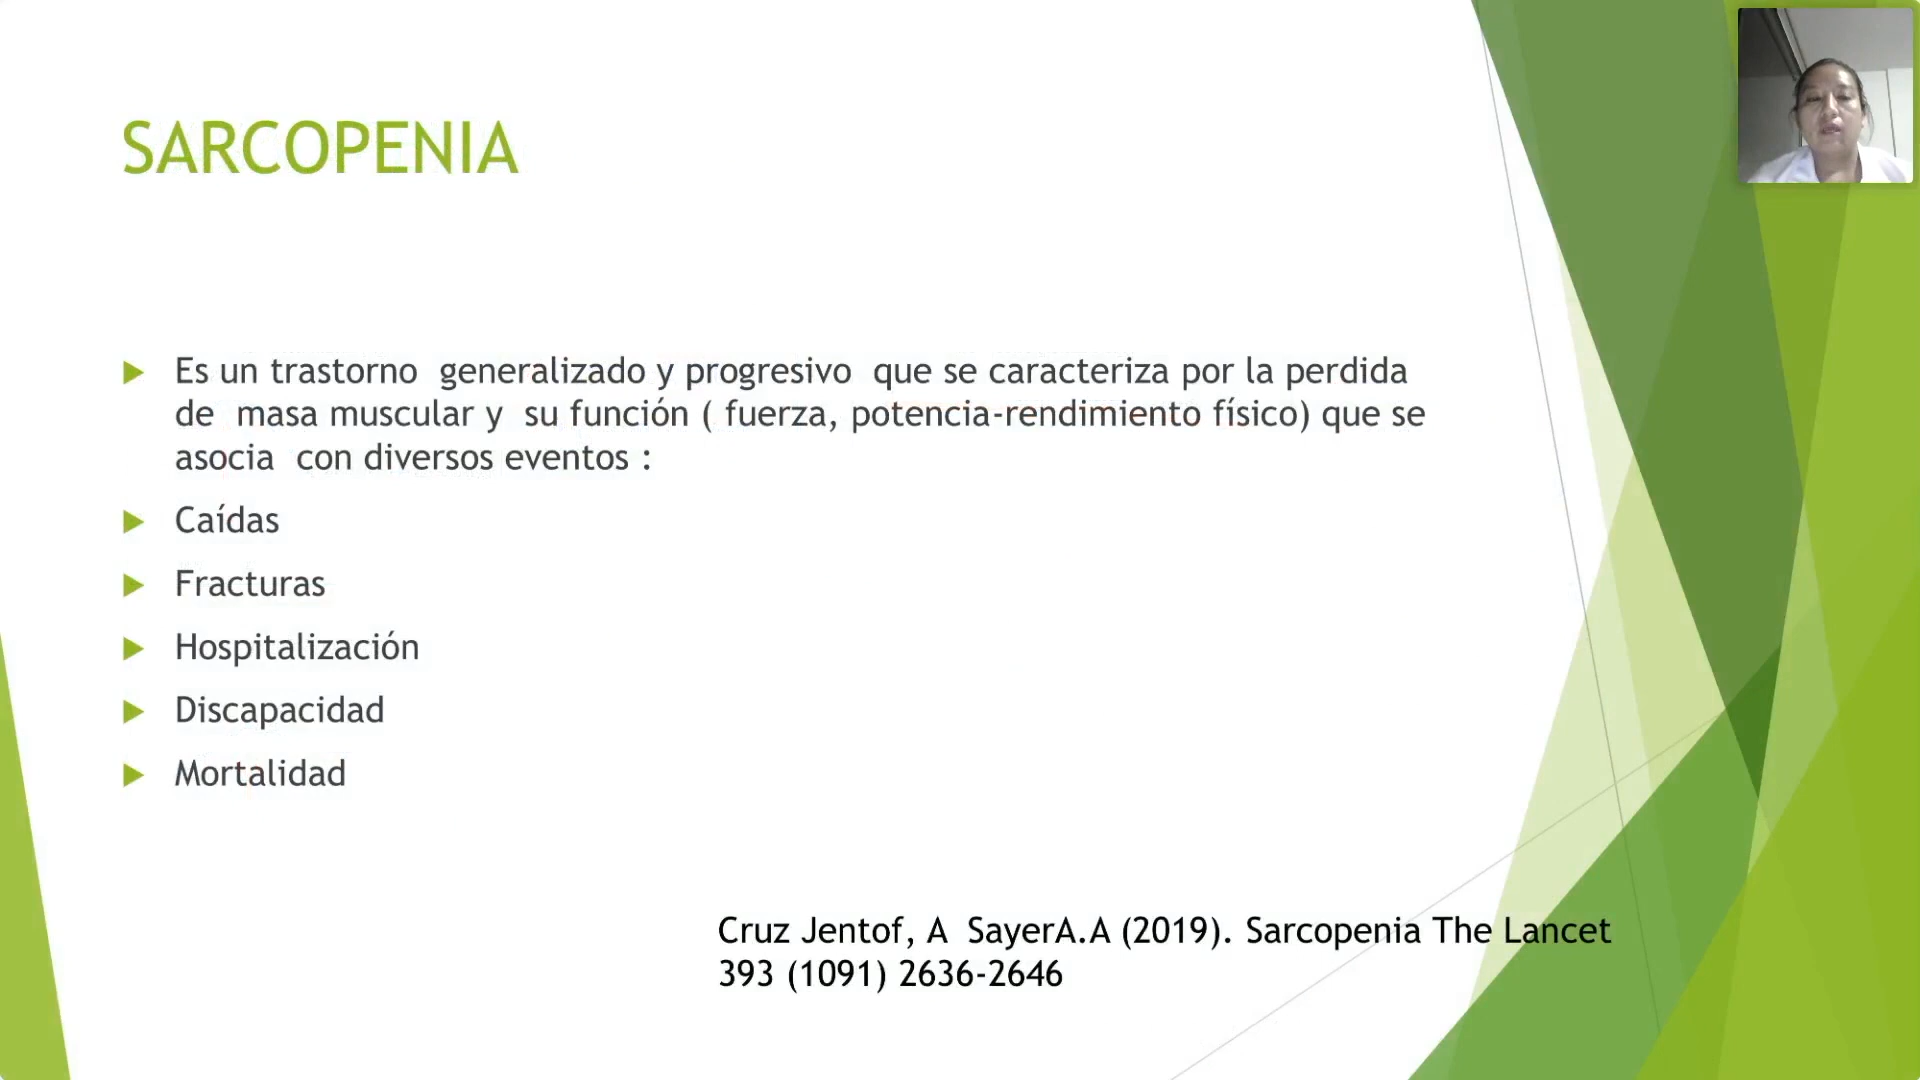 SARCOPENIA
Es un trastorno generalizado y progresivo que se caracteriza por la perdida
de masa muscular y su función ( fuerza, potencia-rendimiento físico) que se
asocia con diversos eventos :
Caídas
Fracturas
Hospitalización
Discapacidad
Mortalidad
Cruz Jentof, A SayerA.A (2019). Sarcopenia The Lancet
393 (1091) 2636-2646